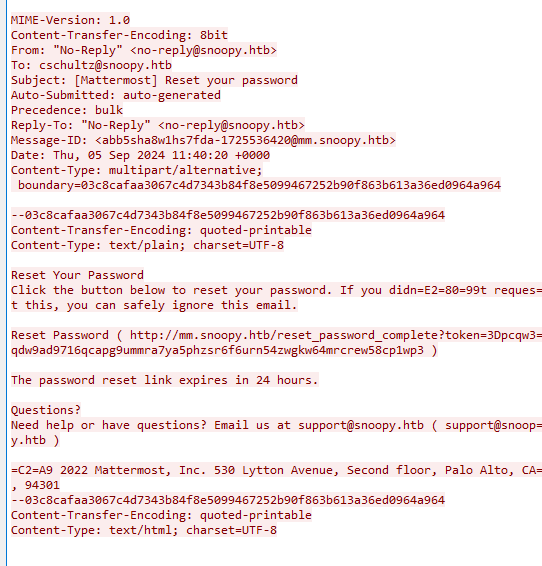 MIME-Version: 1.0
Content-Transfer-Encoding: 8bit
From: "No-Reply" <no-reply@snoopy.htb>
To: cschultz@snoopy.htb
Subject: [Mattermost] Reset your password
Auto-Submitted: auto-generated
Precedence: bulk
Reply-To: "No-Reply" <no-reply@snoopy.htb>
Message-ID: <abb5sha8w1hs7fda-1725536420@mm.snoopy.htb>
Date: Thu, 05 Sep 2024 11:40:20 +0000
Content-Type: multipart/alternative;
 boundary=03c8cafaa3067c4d7343b84f8e5099467252b90f863b613a36ed0964a964

--03c8cafaa3067c4d7343b84f8e5099467252b90f863b613a36ed0964a964
Content-Transfer-Encoding: quoted-printable
Content-Type: text/plain; charset=UTF-8

Reset Your Password
Click the button below to reset your password. If you didn=E2=80=99t reques=
t this, you can safely ignore this email.

Reset Password ( http://mm.snoopy.htb/reset_password_complete?token=3Dpcqw3=
qdw9ad9716qcapg9ummra7ya5phzsr6f6urn54zwgkw64mrcrew58cp1wp3 )

The password reset link expires in 24 hours.

Questions?
Need help or have questions? Email us at support@snoopy.htb ( support@snoop=
y.htb )

=C2=A9 2022 Mattermost, Inc. 530 Lytton Avenue, Second floor, Palo Alto, CA=
, 94301
--03c8cafaa3067c4d7343b84f8e5099467252b90f863b613a36ed0964a964
Content-Transfer-Encoding: quoted-printable
Content-Type: text/html; charset=UTF-8